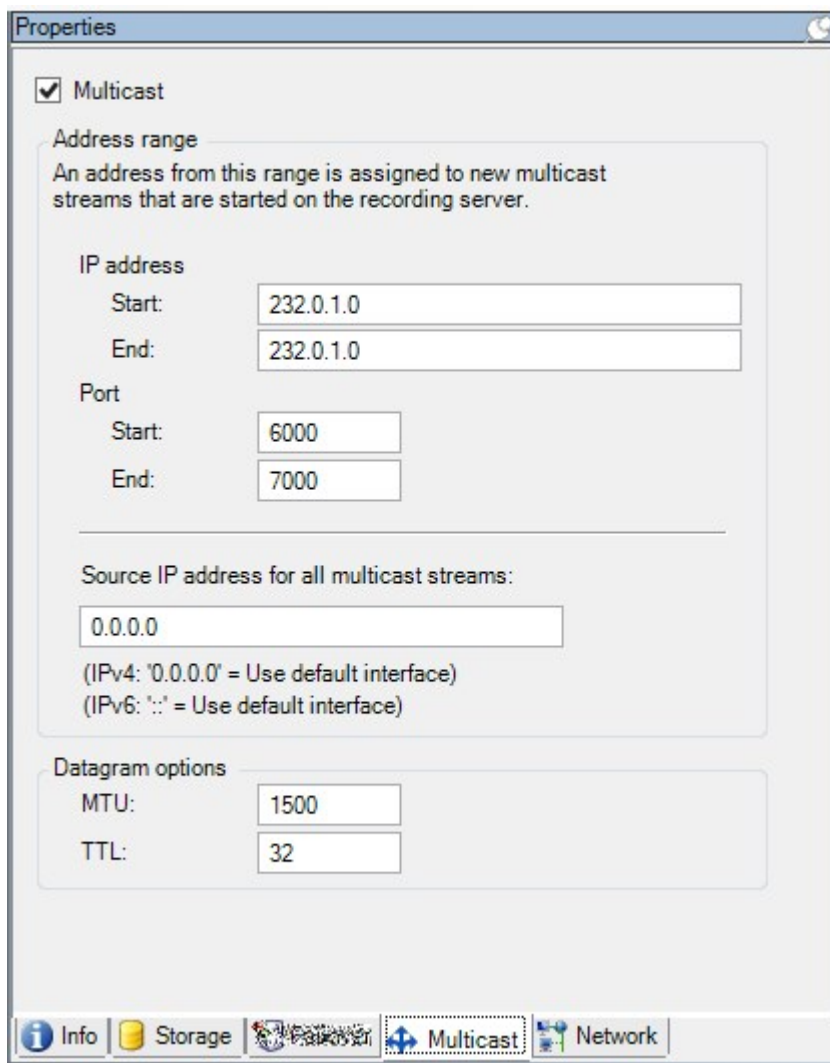 Properties
Multicast
Address range
An address from this range is assigned to new multicast
streams that are started on the recording server.
IP address
Start: 232.0.1.0
End: 232.0.1.0
Port
Start: 6000
End: 7000
Source IP address for all multicast streams:
0.0.0.0
(IPv4: '0.0.0.0' = Use default interface)
(IPv6: '::' = Use default interface)
Datagram options
MTU: 1500
TTL: 32
Info Storage Multicast Network